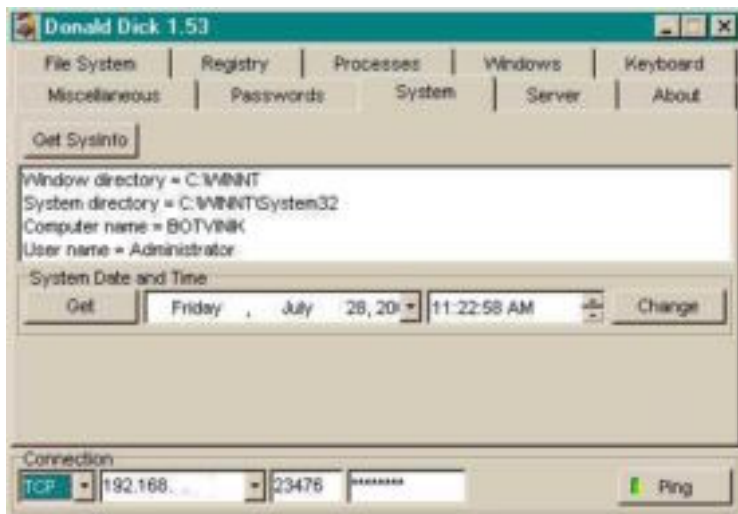 Donald Dick 1.53
File System Registry Processes Windows Keyboard
Miscellaneous Passwords System Server About
Get SysInfo
Window directory = C:\WINNT
System directory = C:\WINNT\System32
Computer name = BOTVINIK
User name = Administrator
System Date and Time
Get Friday , July 28, 20 11:22:58 AM Change
Connection
TCP 192.168. 23476 ******** Ping